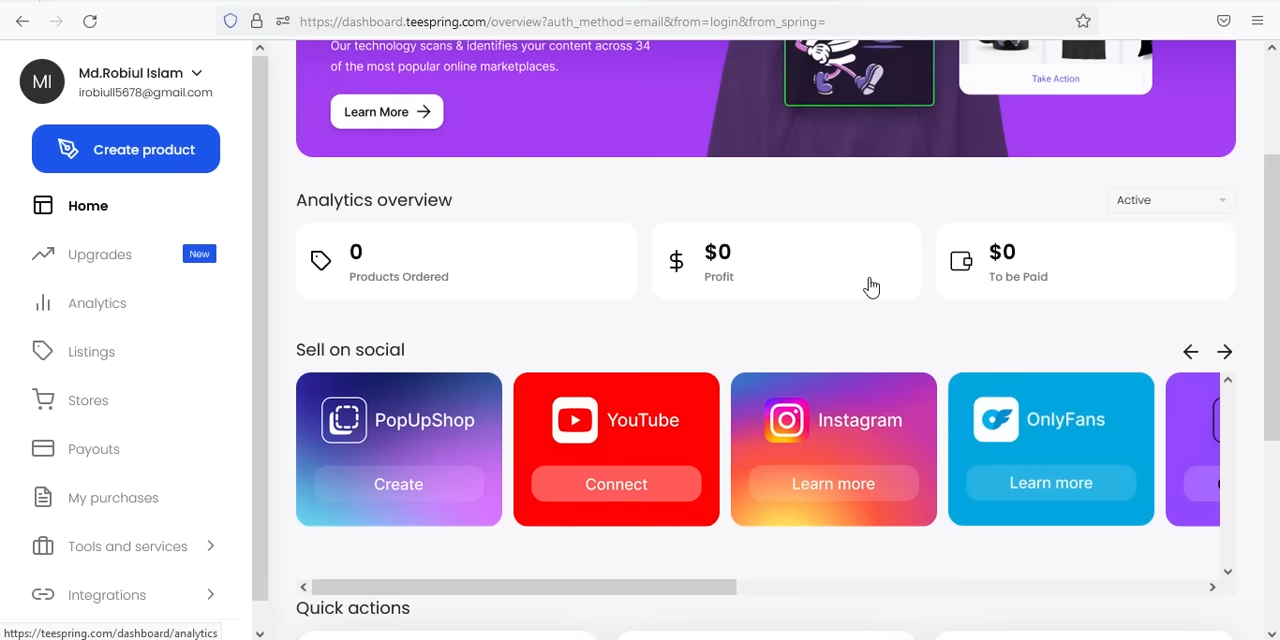 https://dashboard.teespring.com/overview?auth_method=email&from=login&from_spring=
MI
Md.Robiul Islam
irobiull5678@gmail.com
Create product
Home
Upgrades
New
Analytics
Listings
Stores
Payouts
My purchases
Tools and services
Integrations
https://teespring.com/dashboard/analytics
Our technology scans & identifies your content across 34
of the most popular online marketplaces.
Learn More
Take Action
Analytics overview
Active
0
Products Ordered
$0
Profit
$0
To be Paid
Sell on social
PopUpShop
Create
YouTube
Connect
Instagram
Learn more
OnlyFans
Learn more
Quick actions